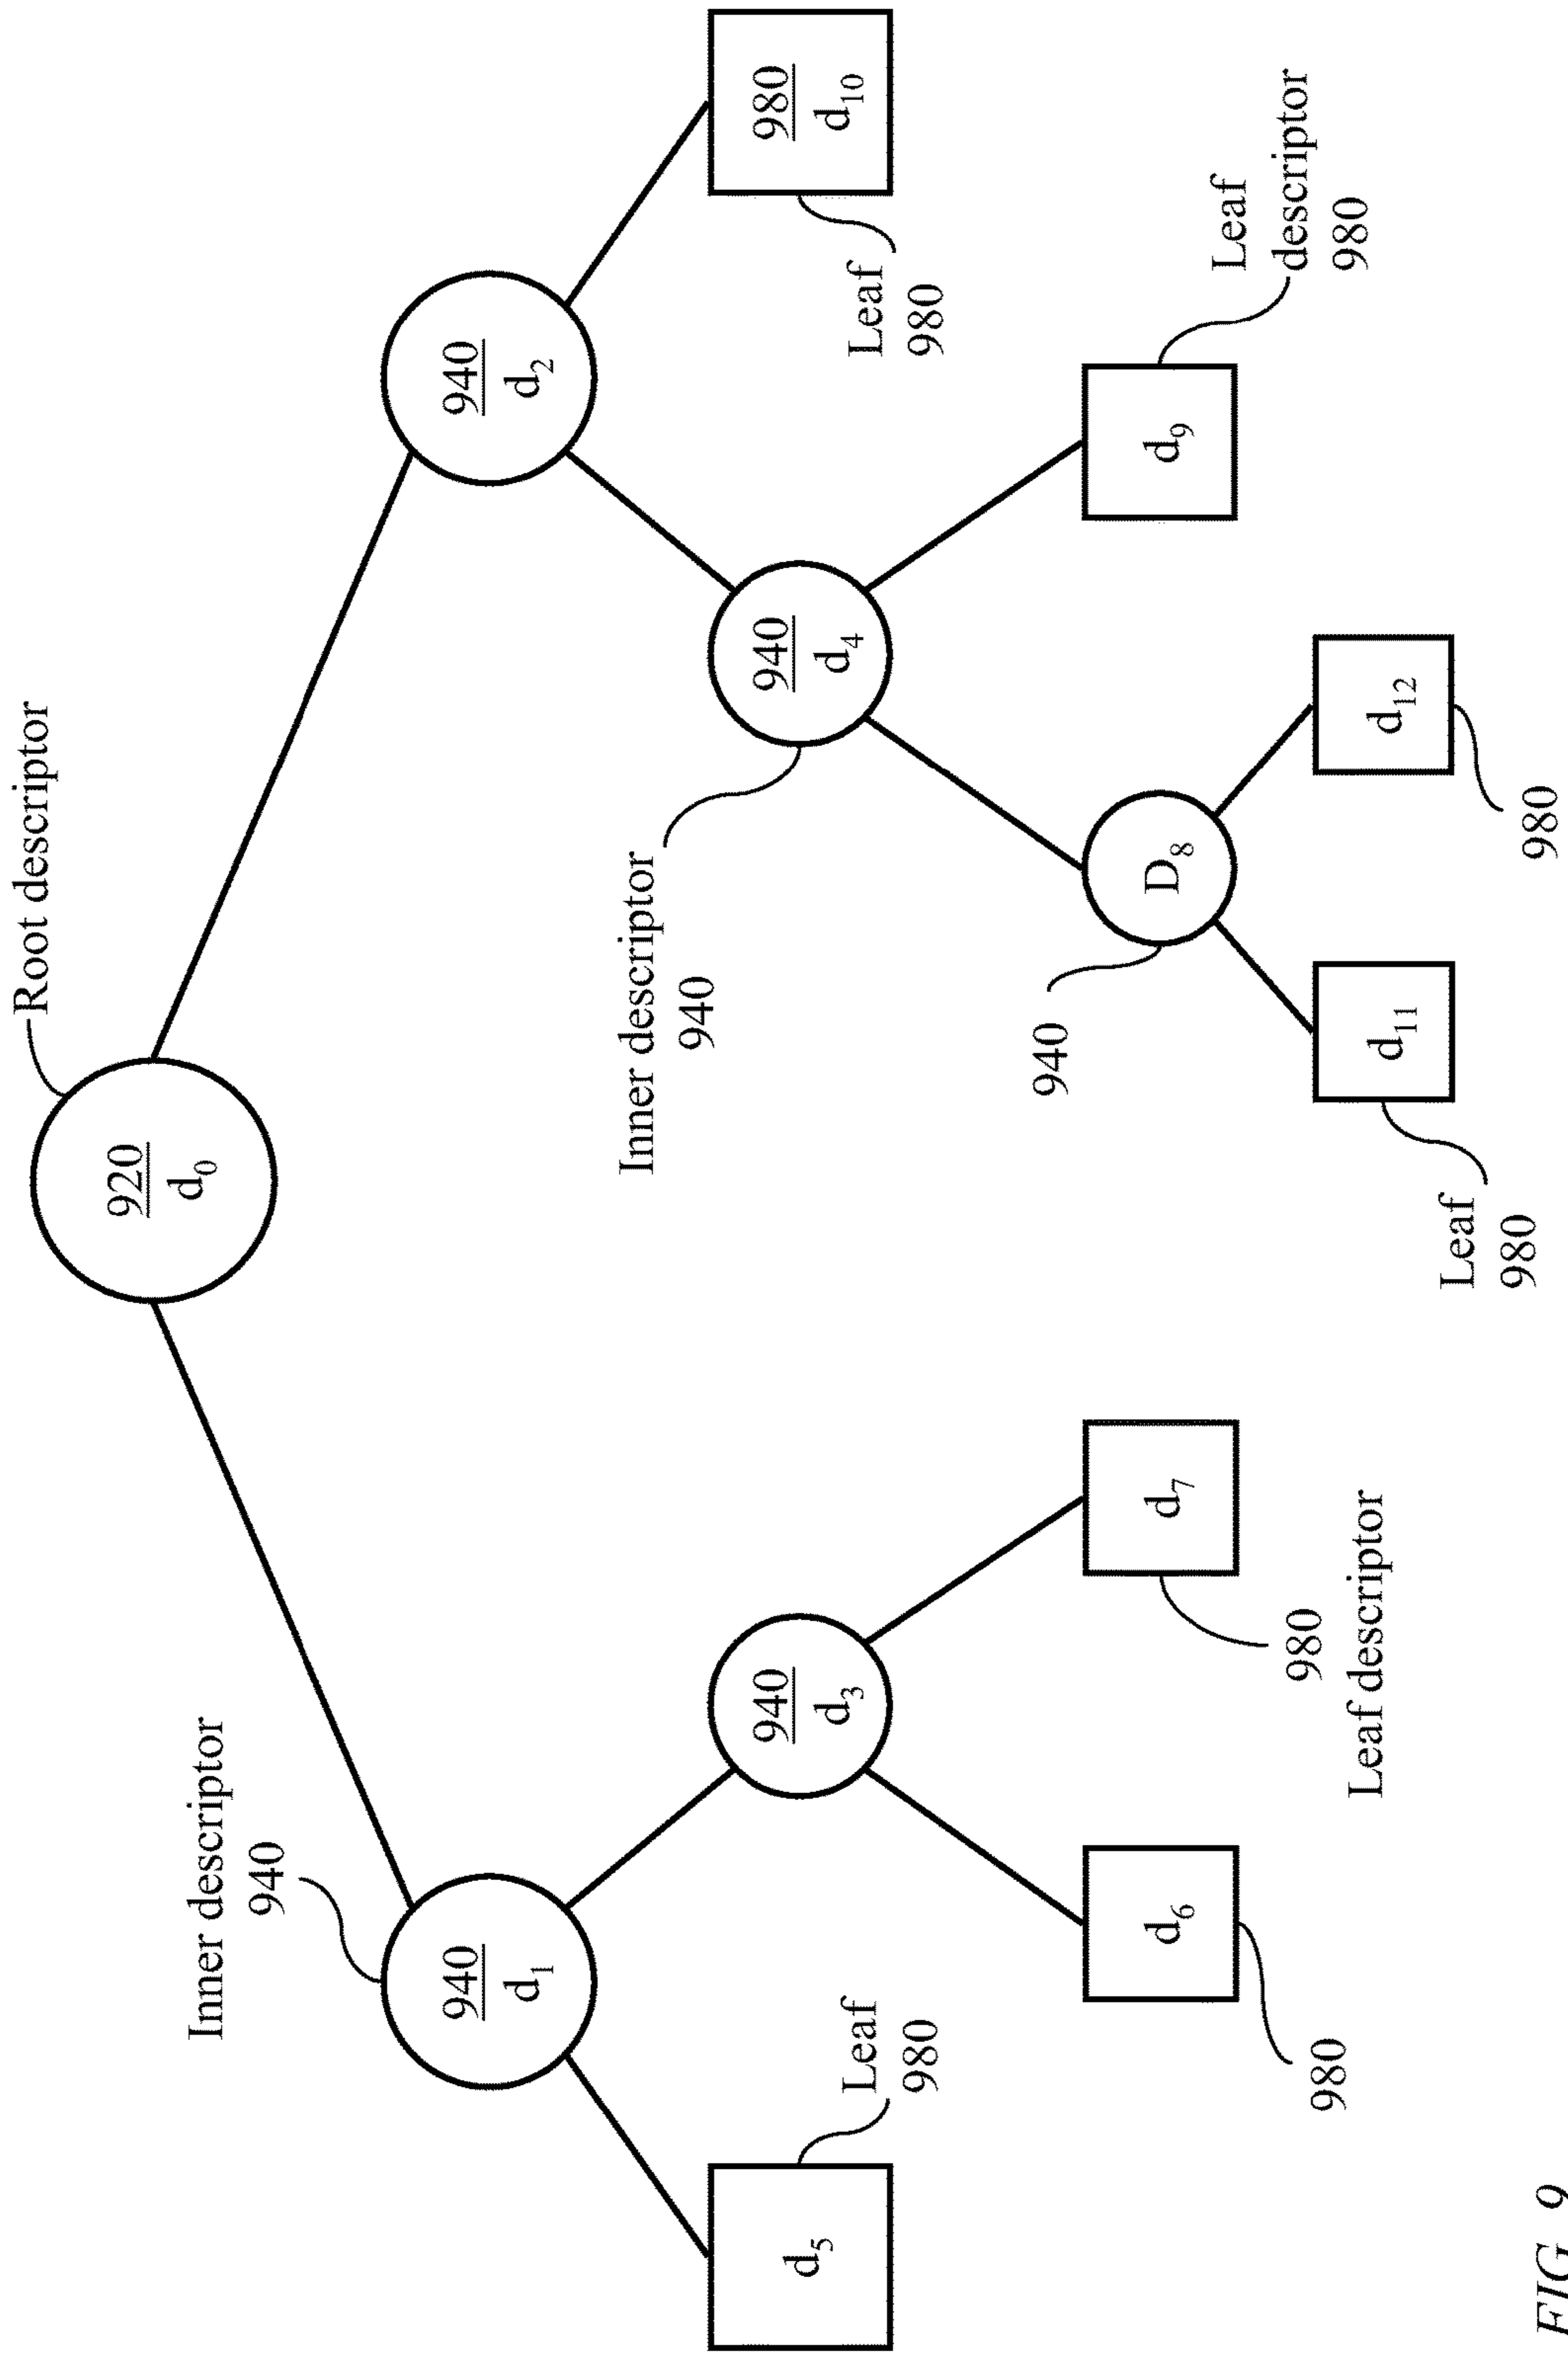 Root descriptor
920
d₀
Inner descriptor
940
940
d₁
940
d₂
Inner descriptor
940
d₅
Leaf
980
940
d₃
940
d₄
980
d₁₀
Leaf
980
940
d₆
980
d₇
980
Leaf descriptor
D₈
d₉
Leaf
descriptor
980
d₁₁
Leaf
980
d₁₂
980
FIG. 9